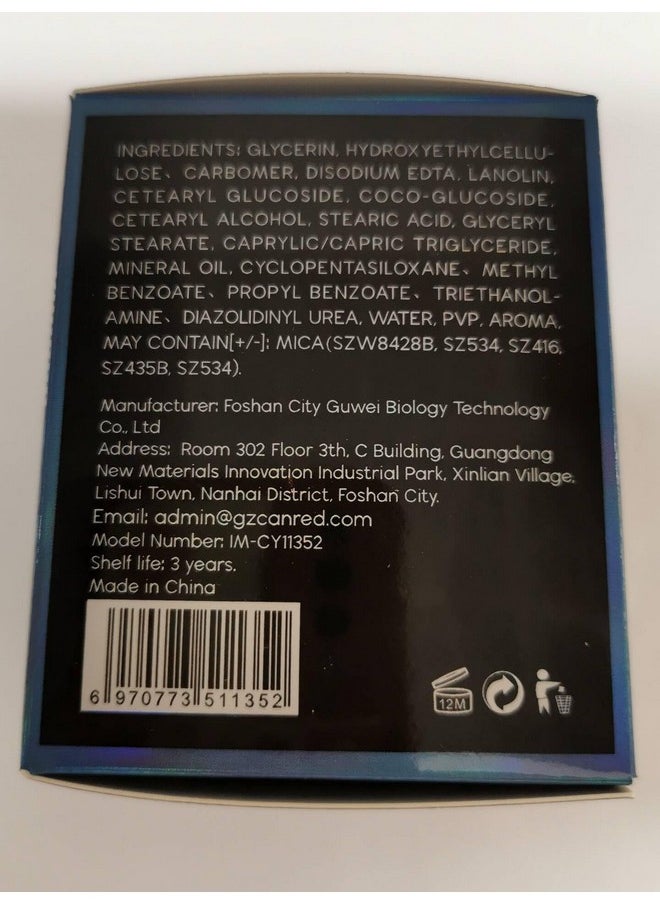 INGREDIENTS: GLYCERIN, HYDROXYETHYLCELLU-
LOSE、 CARBOMER, DISODIUM EDTA, LANOLIN,
CETEARYL GLUCOSIDE, COCO-GLUCOSIDE,
CETEARYL ALCOHOL, STEARIC ACID, GLYCERYL
STEARATE, CAPRYLIC/CAPRIC TRIGLYCERIDE,
MINERAL OIL, CYCLOPENTASILOXANE、 METHYL
BENZOATE、 PROPYL BENZOATE、 TRIETHANOL-
AMINE、 DIAZOLIDINYL UREA, WATER, PVP, AROMA,
MAY CONTAIN[+/-]: MICA(SZW8428B, SZ534, SZ416,
SZ435B, SZ534).
Manufacturer: Foshan City Guwei Biology Technology
Co., Ltd
Address: Room 302 Floor 3th, C Building, Guangdong
New Materials Innovation Industrial Park, Xinlian Village,
Lishui Town, Nanhai District, Foshan City.
Email: admin@gzcanred.com
Model Number: IM-CY11352
Shelf life: 3 years.
Made in China
6 970773 511352
12M